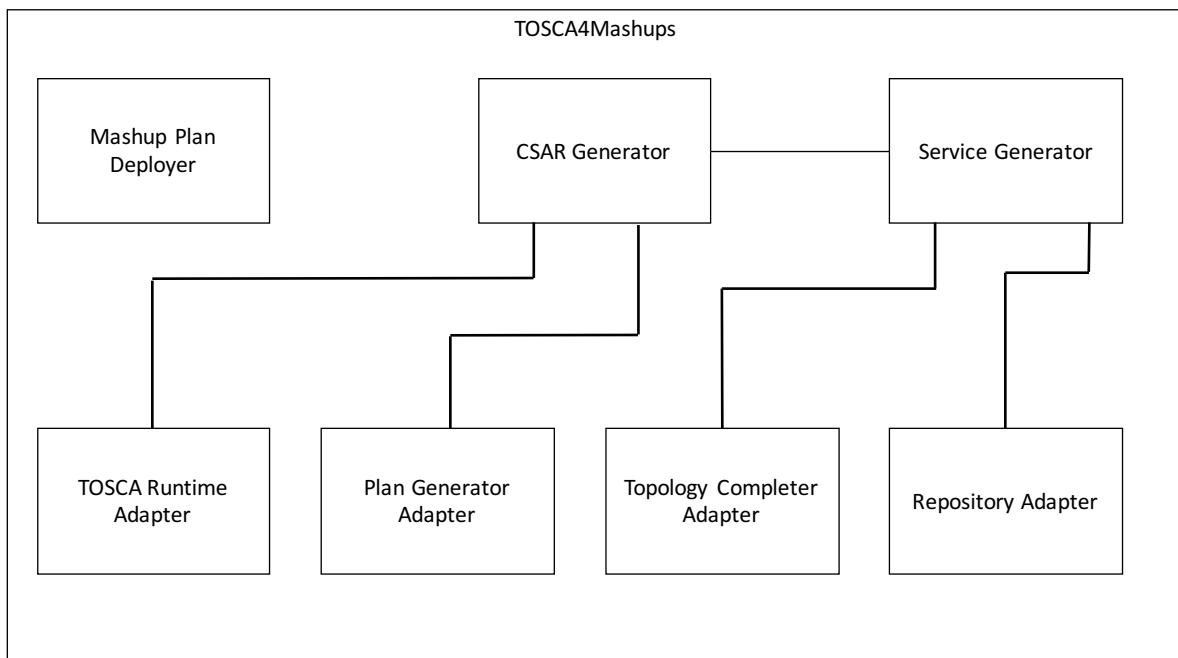 TOSCA4Mashups
Mashup Plan
Deployer
CSAR Generator
Service Generator
TOSCA Runtime
Adapter
Plan Generator
Adapter
Topology Completer
Adapter
Repository Adapter